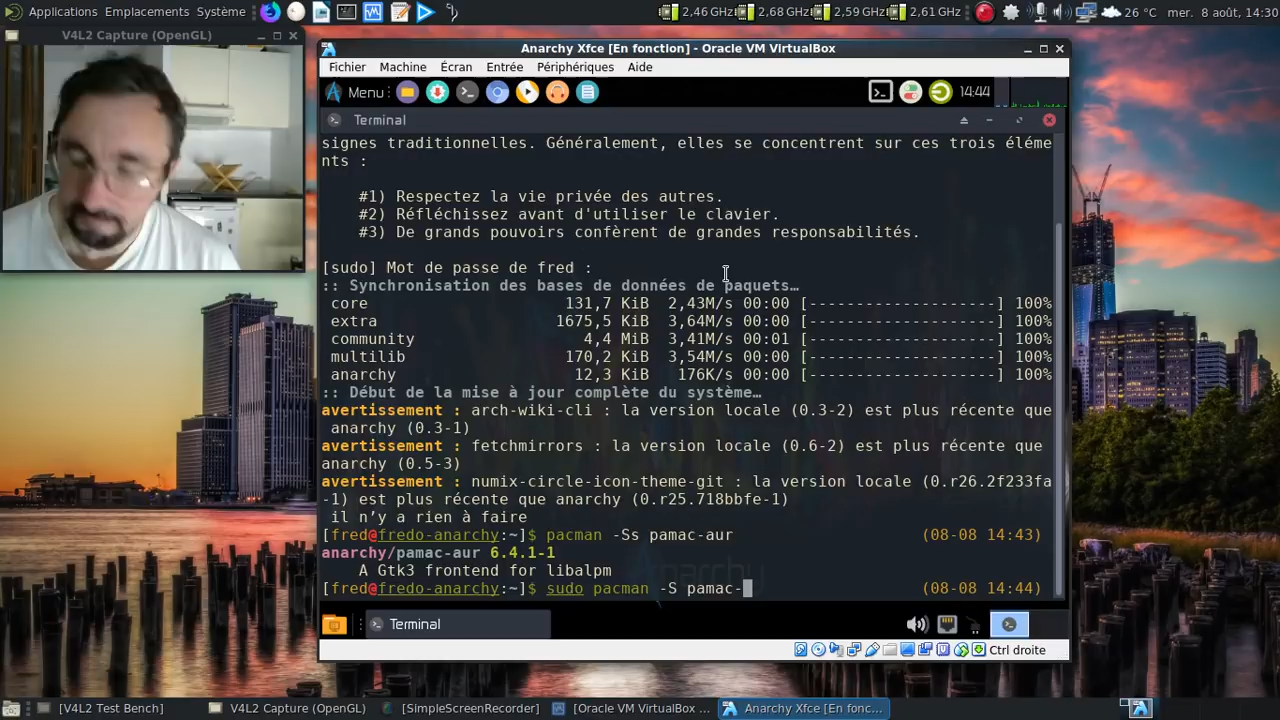 Applications Emplacements Système 2,46 GHz 2,68 GHz 2,59 GHz 2,61 GHz 26 °C mer. 8 août, 14:30
V4L2 Capture (OpenGL)
Anarchy Xfce [En fonction] - Oracle VM VirtualBox
Fichier Machine Écran Entrée Périphériques Aide
Menu 14:44
Terminal
signes traditionnelles. Généralement, elles se concentrent sur ces trois éléme
nts :
#1) Respectez la vie privée des autres.
#2) Réfléchissez avant d'utiliser le clavier.
#3) De grands pouvoirs confèrent de grandes responsabilités.
[sudo] Mot de passe de fred :
:: Synchronisation des bases de données de paquets…
core 131,7 KiB 2,43M/s 00:00 [--------------------] 100%
extra 1675,5 KiB 3,64M/s 00:00 [--------------------] 100%
community 4,4 MiB 3,41M/s 00:01 [--------------------] 100%
multilib 170,2 KiB 3,54M/s 00:00 [--------------------] 100%
anarchy 12,3 KiB 176K/s 00:00 [--------------------] 100%
:: Début de la mise à jour complète du système…
avertissement : arch-wiki-cli : la version locale (0.3-2) est plus récente que
anarchy (0.3-1)
avertissement : fetchmirrors : la version locale (0.6-2) est plus récente que
anarchy (0.5-3)
avertissement : numix-circle-icon-theme-git : la version locale (0.r26.2f233fa
-1) est plus récente que anarchy (0.r25.718bbfe-1)
il n’y a rien à faire
[fred@fredo-anarchy:~]$ pacman -Ss pamac-aur (08-08 14:43)
anarchy/pamac-aur 6.4.1-1
A Gtk3 frontend for libalpm
[fred@fredo-anarchy:~]$ sudo pacman -S pamac- (08-08 14:44)
Terminal
Ctrl droite
[V4L2 Test Bench] V4L2 Capture (OpenGL) [SimpleScreenRecorder] [Oracle VM VirtualBox ... Anarchy Xfce [En fonc...